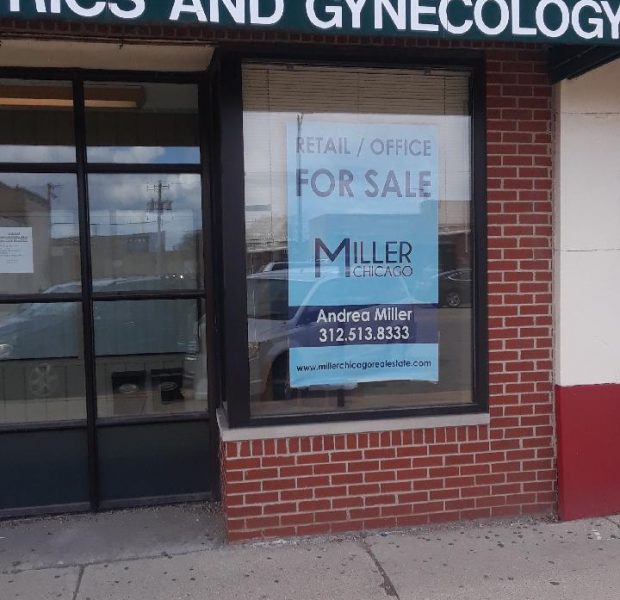 RICS AND GYNECOLOGY
RETAIL / OFFICE
FOR SALE
MILLER
CHICAGO
Andrea Miller
312.513.8333
www.millerchicagorealestate.com